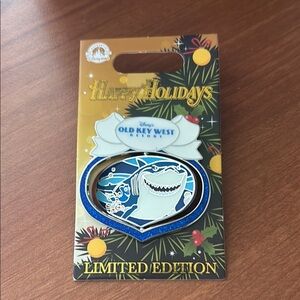 Happy Holidays
Disney's
OLD KEY WEST
RESORT
LIMITED EDITION